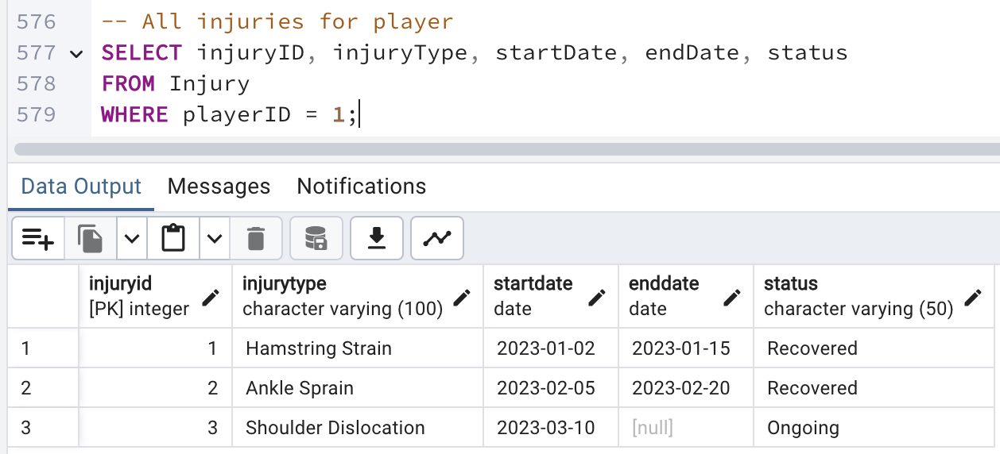 576 -- All injuries for player
577 SELECT injuryID, injuryType, startDate, endDate, status
578 FROM Injury
579 WHERE playerID = 1;
Data Output Messages Notifications
injuryid injurytype startdate enddate status
[PK] integer character varying (100) date date character varying (50)
1 1 Hamstring Strain 2023-01-02 2023-01-15 Recovered
2 2 Ankle Sprain 2023-02-05 2023-02-20 Recovered
3 3 Shoulder Dislocation 2023-03-10 [null] Ongoing